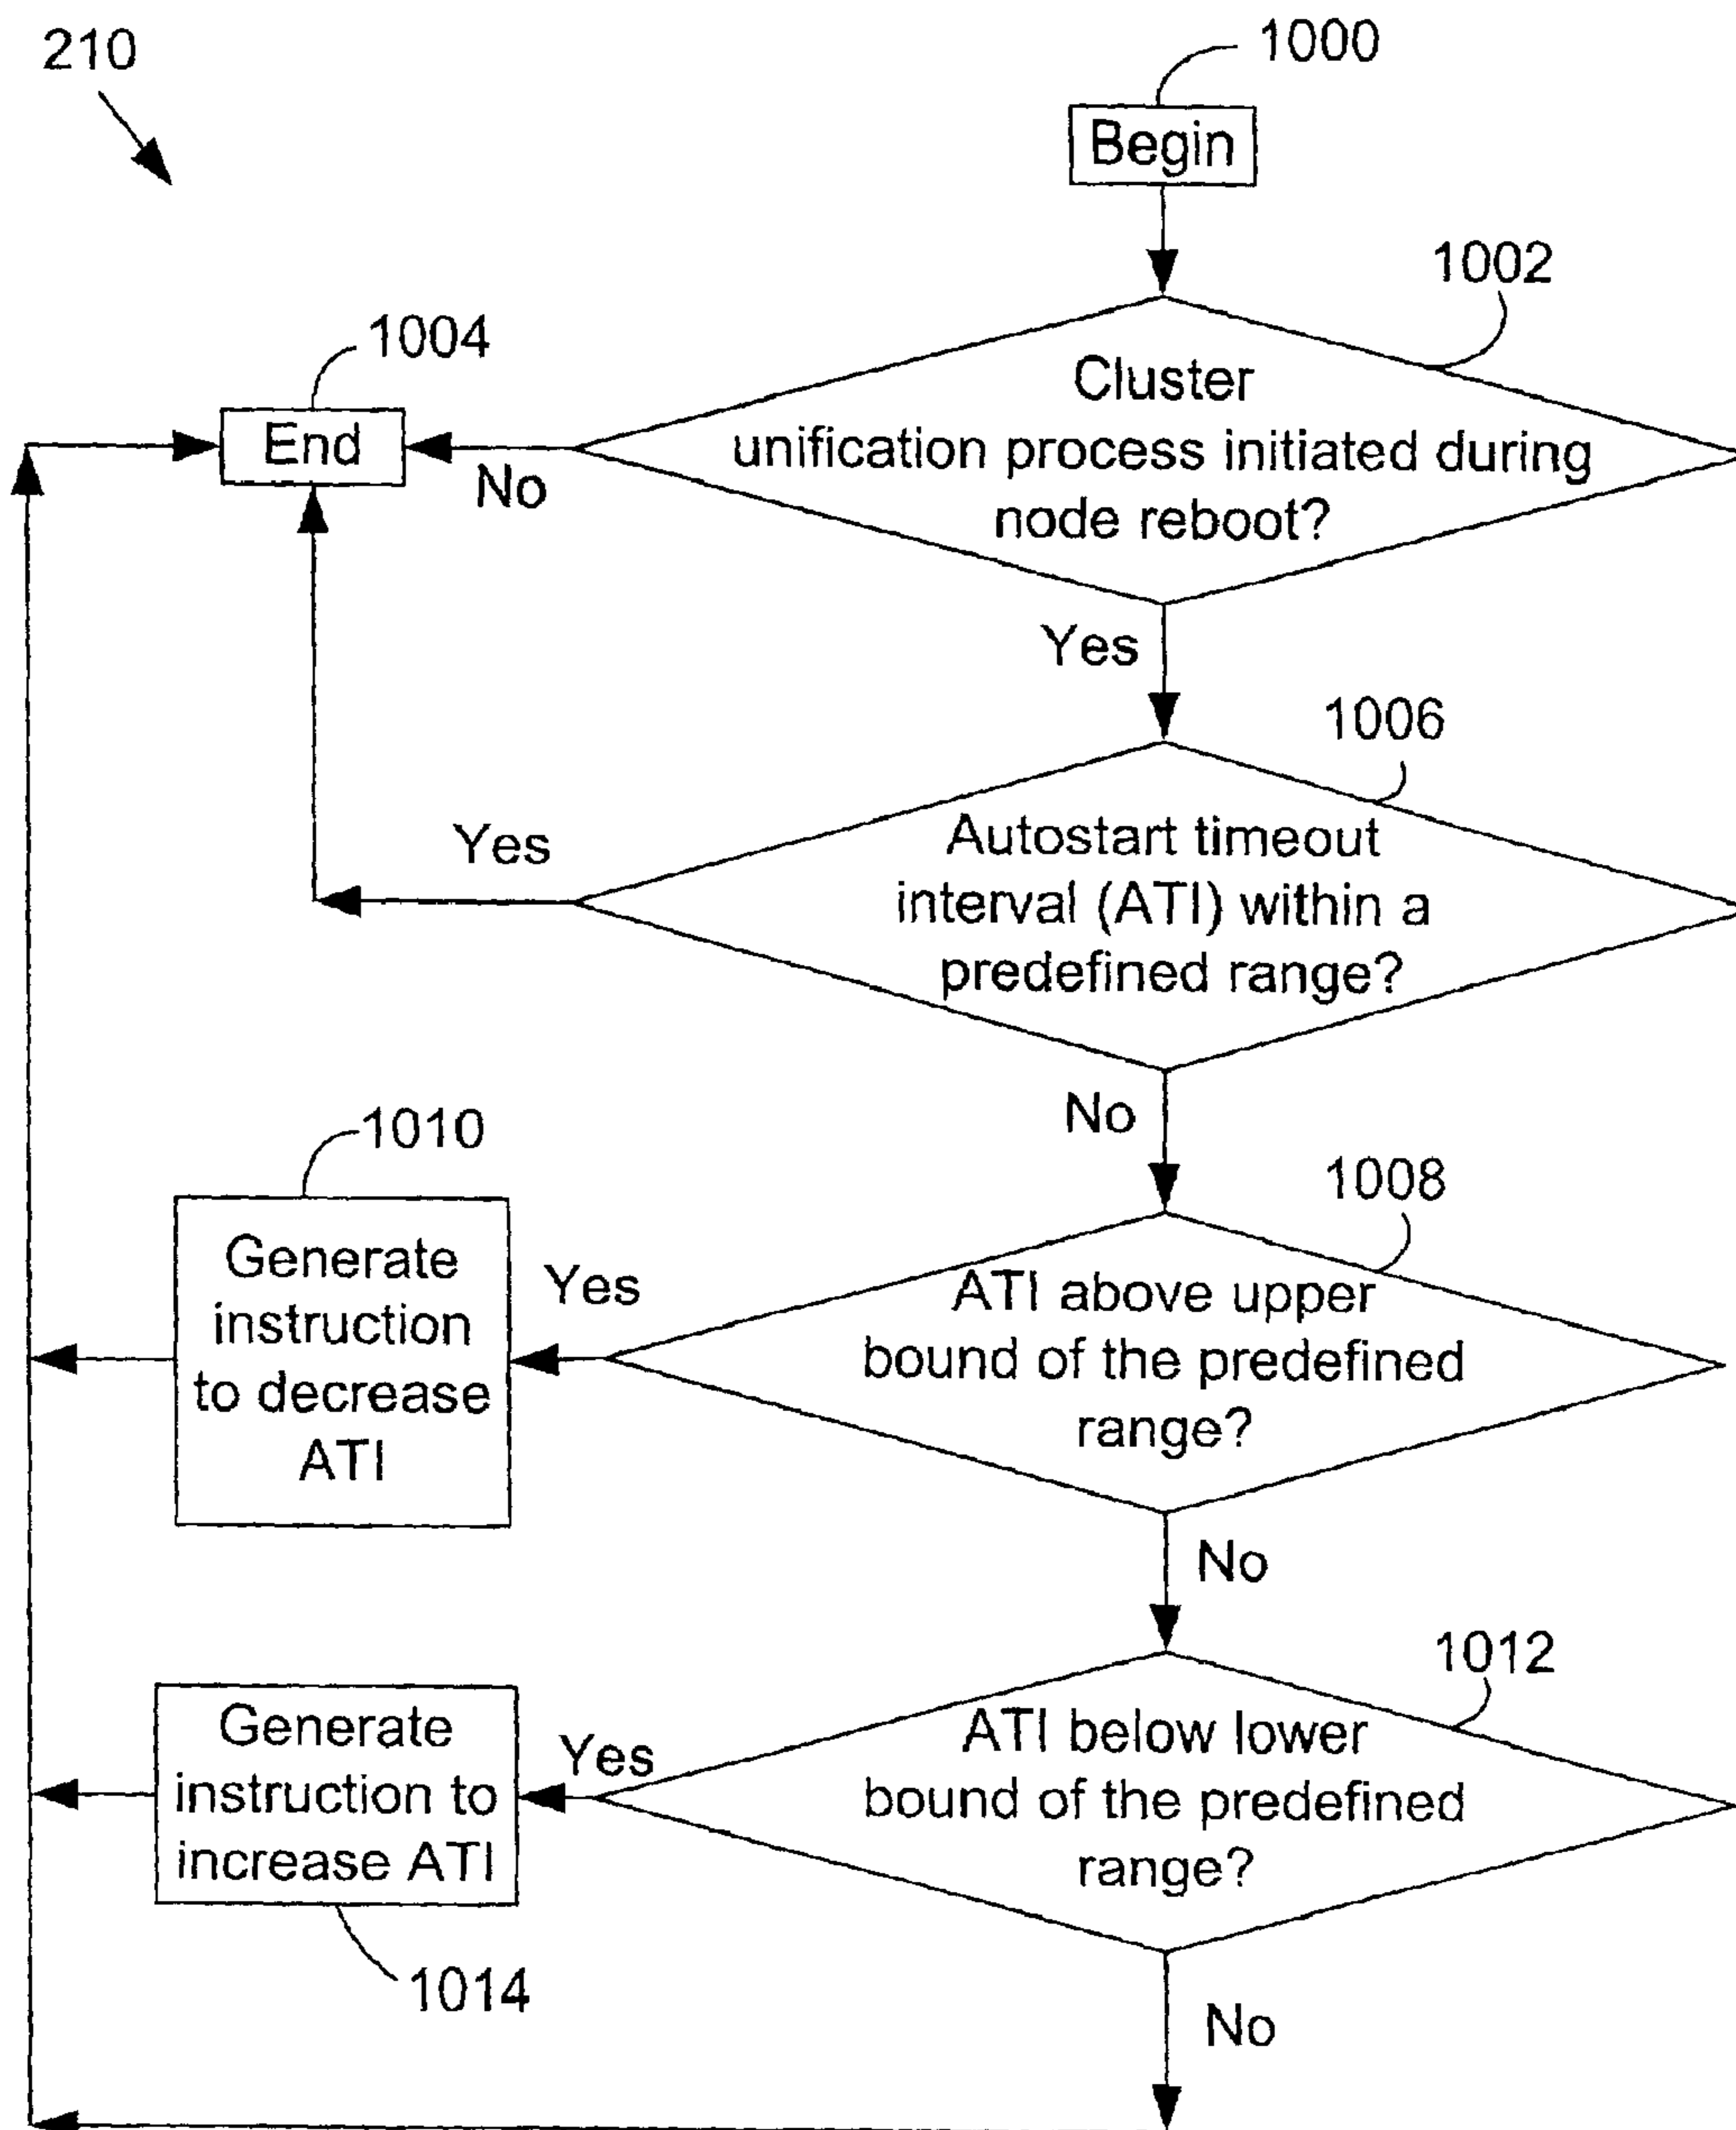 210
1000
Begin
1002
1004
Cluster
unification process initiated during
node reboot?
End
No
Yes
1006
Autostart timeout
interval (ATI) within a
predefined range?
Yes
No
1008
1010
ATI above upper
bound of the predefined
range?
Yes
Generate
instruction
to decrease
ATI
No
1012
ATI below lower
bound of the predefined
range?
Yes
Generate
instruction to
increase ATI
1014
No